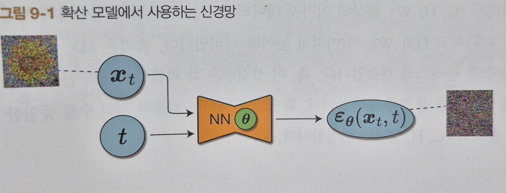 그림 9-1 확산 모델에서 사용하는 신경망
x_t
t
NN θ
ε_θ(x_t, t)